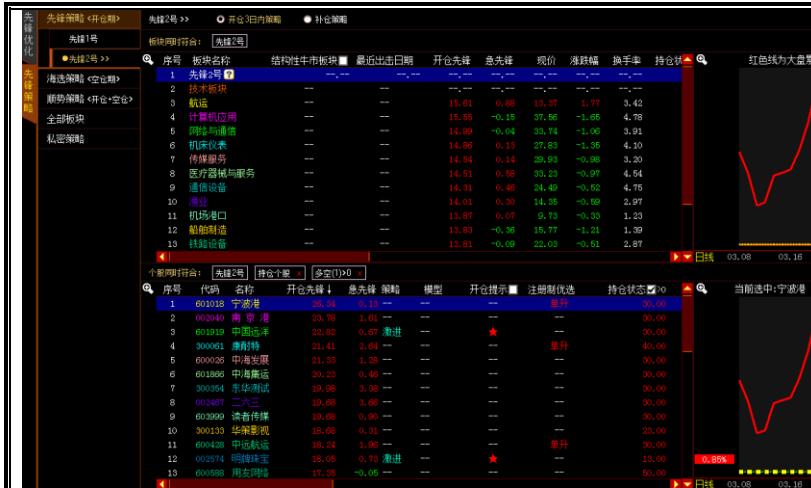 先锋优化
先锋策略
先锋策略 <开仓期>
先锋1号
●先锋2号 >>
海选策略 <空仓期>
顺势策略 <开仓+空仓>
全部板块
私密策略
先锋2号 >> 开仓3日内策略 补仓策略
板块同时符合: 先锋2号
序号 板块名称 结构性牛市板块 最近出击日期 开仓先锋 急先锋 现价 涨跌幅 换手率 持仓状
1 先锋2号 ? --.-- --.-- --.-- --.-- --.-- --.-- --.--
2 技术板块 -- -- --.-- --.-- --.-- --.-- --.--
3 航运 -- -- 15.61 0.88 13.37 1.77 3.42
4 计算机应用 -- -- 15.55 -0.15 37.56 -1.65 4.78
5 网络与通信 -- -- 14.99 -0.04 33.74 -1.06 3.91
6 机床仪表 -- -- 14.86 0.13 27.83 -1.35 4.10
7 传媒服务 -- -- 14.54 0.14 29.93 -0.98 3.20
8 医疗器械与服务 -- -- 14.51 0.58 33.23 -0.97 4.54
9 通信设备 -- -- 14.31 0.46 24.49 -0.52 4.75
10 渔业 -- -- 14.01 0.30 14.35 -0.59 2.97
11 机场港口 -- -- 13.87 0.07 9.73 -0.33 1.23
12 船舶制造 -- -- 13.83 -0.36 15.77 -1.21 1.39
13 铁路设备 -- -- 13.81 -0.09 22.03 -0.51 2.87
红色线为大盘累
日线 03.08 03.16
个股同时符合: 先锋2号 持仓个股 × 多空(1)>0 ×
序号 代码 名称 开仓先锋↓ 急先锋 策略 模型 开仓提示 注册制优选 持仓状态 >0
1 601018 宁波港 26.34 0.13 -- -- -- 单升 30.00
2 002040 南 京 港 23.78 1.61 -- -- -- -- 30.00
3 601919 中国远洋 22.82 0.67 激进 -- ★ -- 30.00
4 300061 康耐特 21.41 2.64 -- -- -- 单升 40.00
5 600026 中海发展 21.33 1.28 -- -- -- -- 30.00
6 601866 中海集运 20.23 0.46 -- -- -- -- 30.00
7 300354 东华测试 19.98 3.98 -- -- -- -- 30.00
8 002467 二六三 19.68 3.66 -- -- -- -- 30.00
9 603999 读者传媒 19.68 0.90 -- -- -- -- 30.00
10 300133 华策影视 18.68 0.31 -- -- -- -- 20.00
11 600428 中远航运 18.24 1.96 -- -- -- 单升 30.00
12 002574 明牌珠宝 18.05 0.73 激进 -- ★ -- 13.00
13 600588 用友网络 17.35 -0.05 -- -- -- -- 50.00
当前选中:宁波港
0.85%
日线 03.08 03.16